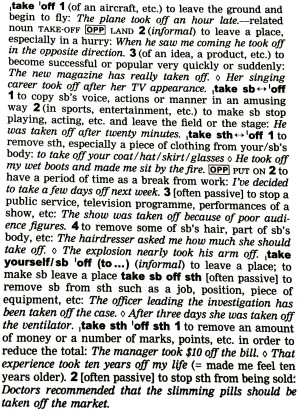 ˌtake ˈoff 1 (of an aircraft, etc.) to leave the ground and
begin to fly: The plane took off an hour late.—related
noun TAKE-OFF OPP LAND 2 (informal) to leave a place,
especially in a hurry: When he saw me coming he took off
in the opposite direction. 3 (of an idea, a product, etc.) to
become successful or popular very quickly or suddenly:
The new magazine has really taken off. ◊ Her singing
career took off after her TV appearance. ˌtake sb↔ˈoff
1 to copy sb's voice, actions or manner in an amusing
way 2 (in sports, entertainment, etc.) to make sb stop
playing, acting, etc. and leave the field or the stage: He
was taken off after twenty minutes. ˌtake sth↔ˈoff 1 to
remove sth, especially a piece of clothing from your/sb's
body: to take off your coat/hat/skirt/glasses ◊ He took off
my wet boots and made me sit by the fire. OPP PUT ON 2 to
have a period of time as a break from work: I've decided
to take a few days off next week. 3 [often passive] to stop a
public service, television programme, performances of a
show, etc: The show was taken off because of poor audi-
ence figures. 4 to remove some of sb's hair, part of sb's
body, etc: The hairdresser asked me how much she should
take off. ◊ The explosion nearly took his arm off. ˌtake
yourself/sb ˈoff (to ...) (informal) to leave a place; to
make sb leave a place take sb off sth [often passive] to
remove sb from sth such as a job, position, piece of
equipment, etc: The officer leading the investigation has
been taken off the case. ◊ After three days she was taken off
the ventilator. ˌtake sth ˈoff sth 1 to remove an amount
of money or a number of marks, points, etc. in order to
reduce the total: The manager took $10 off the bill. ◊ That
experience took ten years off my life (= made me feel ten
years older). 2 [often passive] to stop sth from being sold:
Doctors recommended that the slimming pills should be
taken off the market.